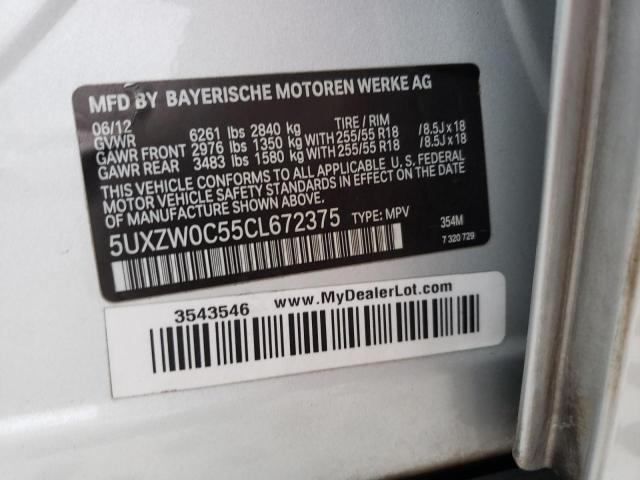 MFD BY BAYERISCHE MOTOREN WERKE AG
06/12 TIRE / RIM
GVWR 6261 lbs 2840 kg
GAWR FRONT 2976 lbs 1350 kg WITH 255/55 R18 /8.5J x 18
GAWR REAR 3483 lbs 1580 kg WITH 255/55 R18 /8.5J x 18
THIS VEHICLE CONFORMS TO ALL APPLICABLE U.S. FEDERAL
MOTOR VEHICLE SAFETY STANDARDS IN EFFECT ON THE
DATE OF MANUFACTURE SHOWN ABOVE.
5UXZW0C55CL672375 TYPE: MPV 354M
7 320 729
3543546 www.MyDealerLot.com